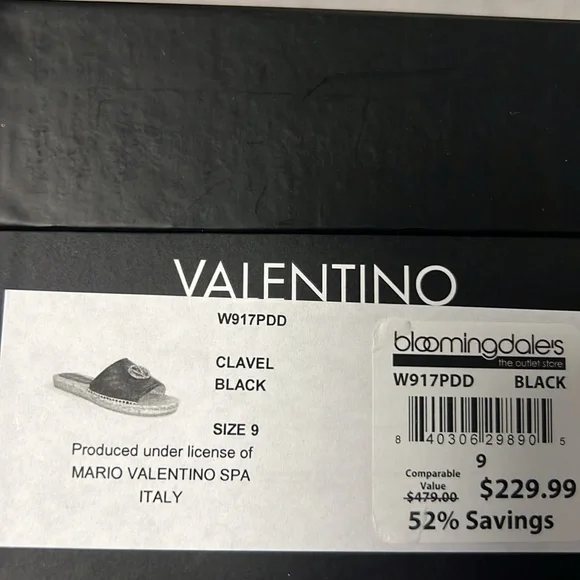 VALENTINO
W917PDD
CLAVEL
BLACK
SIZE 9
Produced under license of
MARIO VALENTINO SPA
ITALY
bloomingdale's
the outlet store
W917PDD BLACK
8 40306 29890 5
9
Comparable
Value
$479.00 $229.99
52% Savings